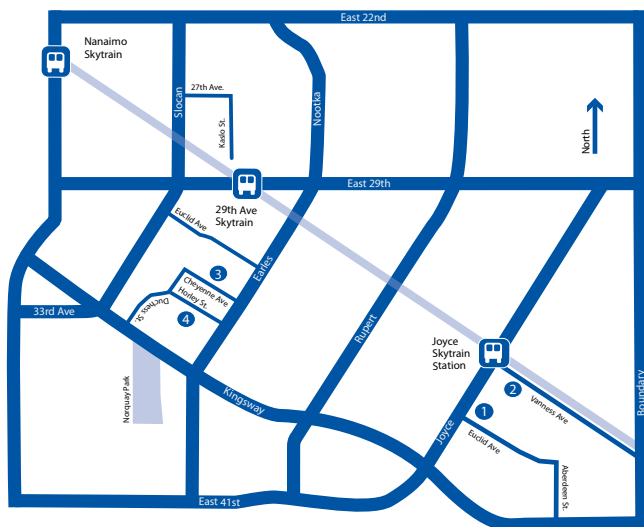 East 22nd
Nanaimo
Skytrain
27th Ave.
Slocan
Kaslo St.
Nootka
North
East 29th
29th Ave
Skytrain
Euclid Ave
Earles
3
Cheyenne Ave
Horley St.
Duchess St.
4
33rd Ave
Rupert
Joyce
Skytrain
Station
2
Vanness Ave
Boundary
Norquay Park
Kingsway
1
Joyce
Euclid Ave
Aberdeen St.
East 41st